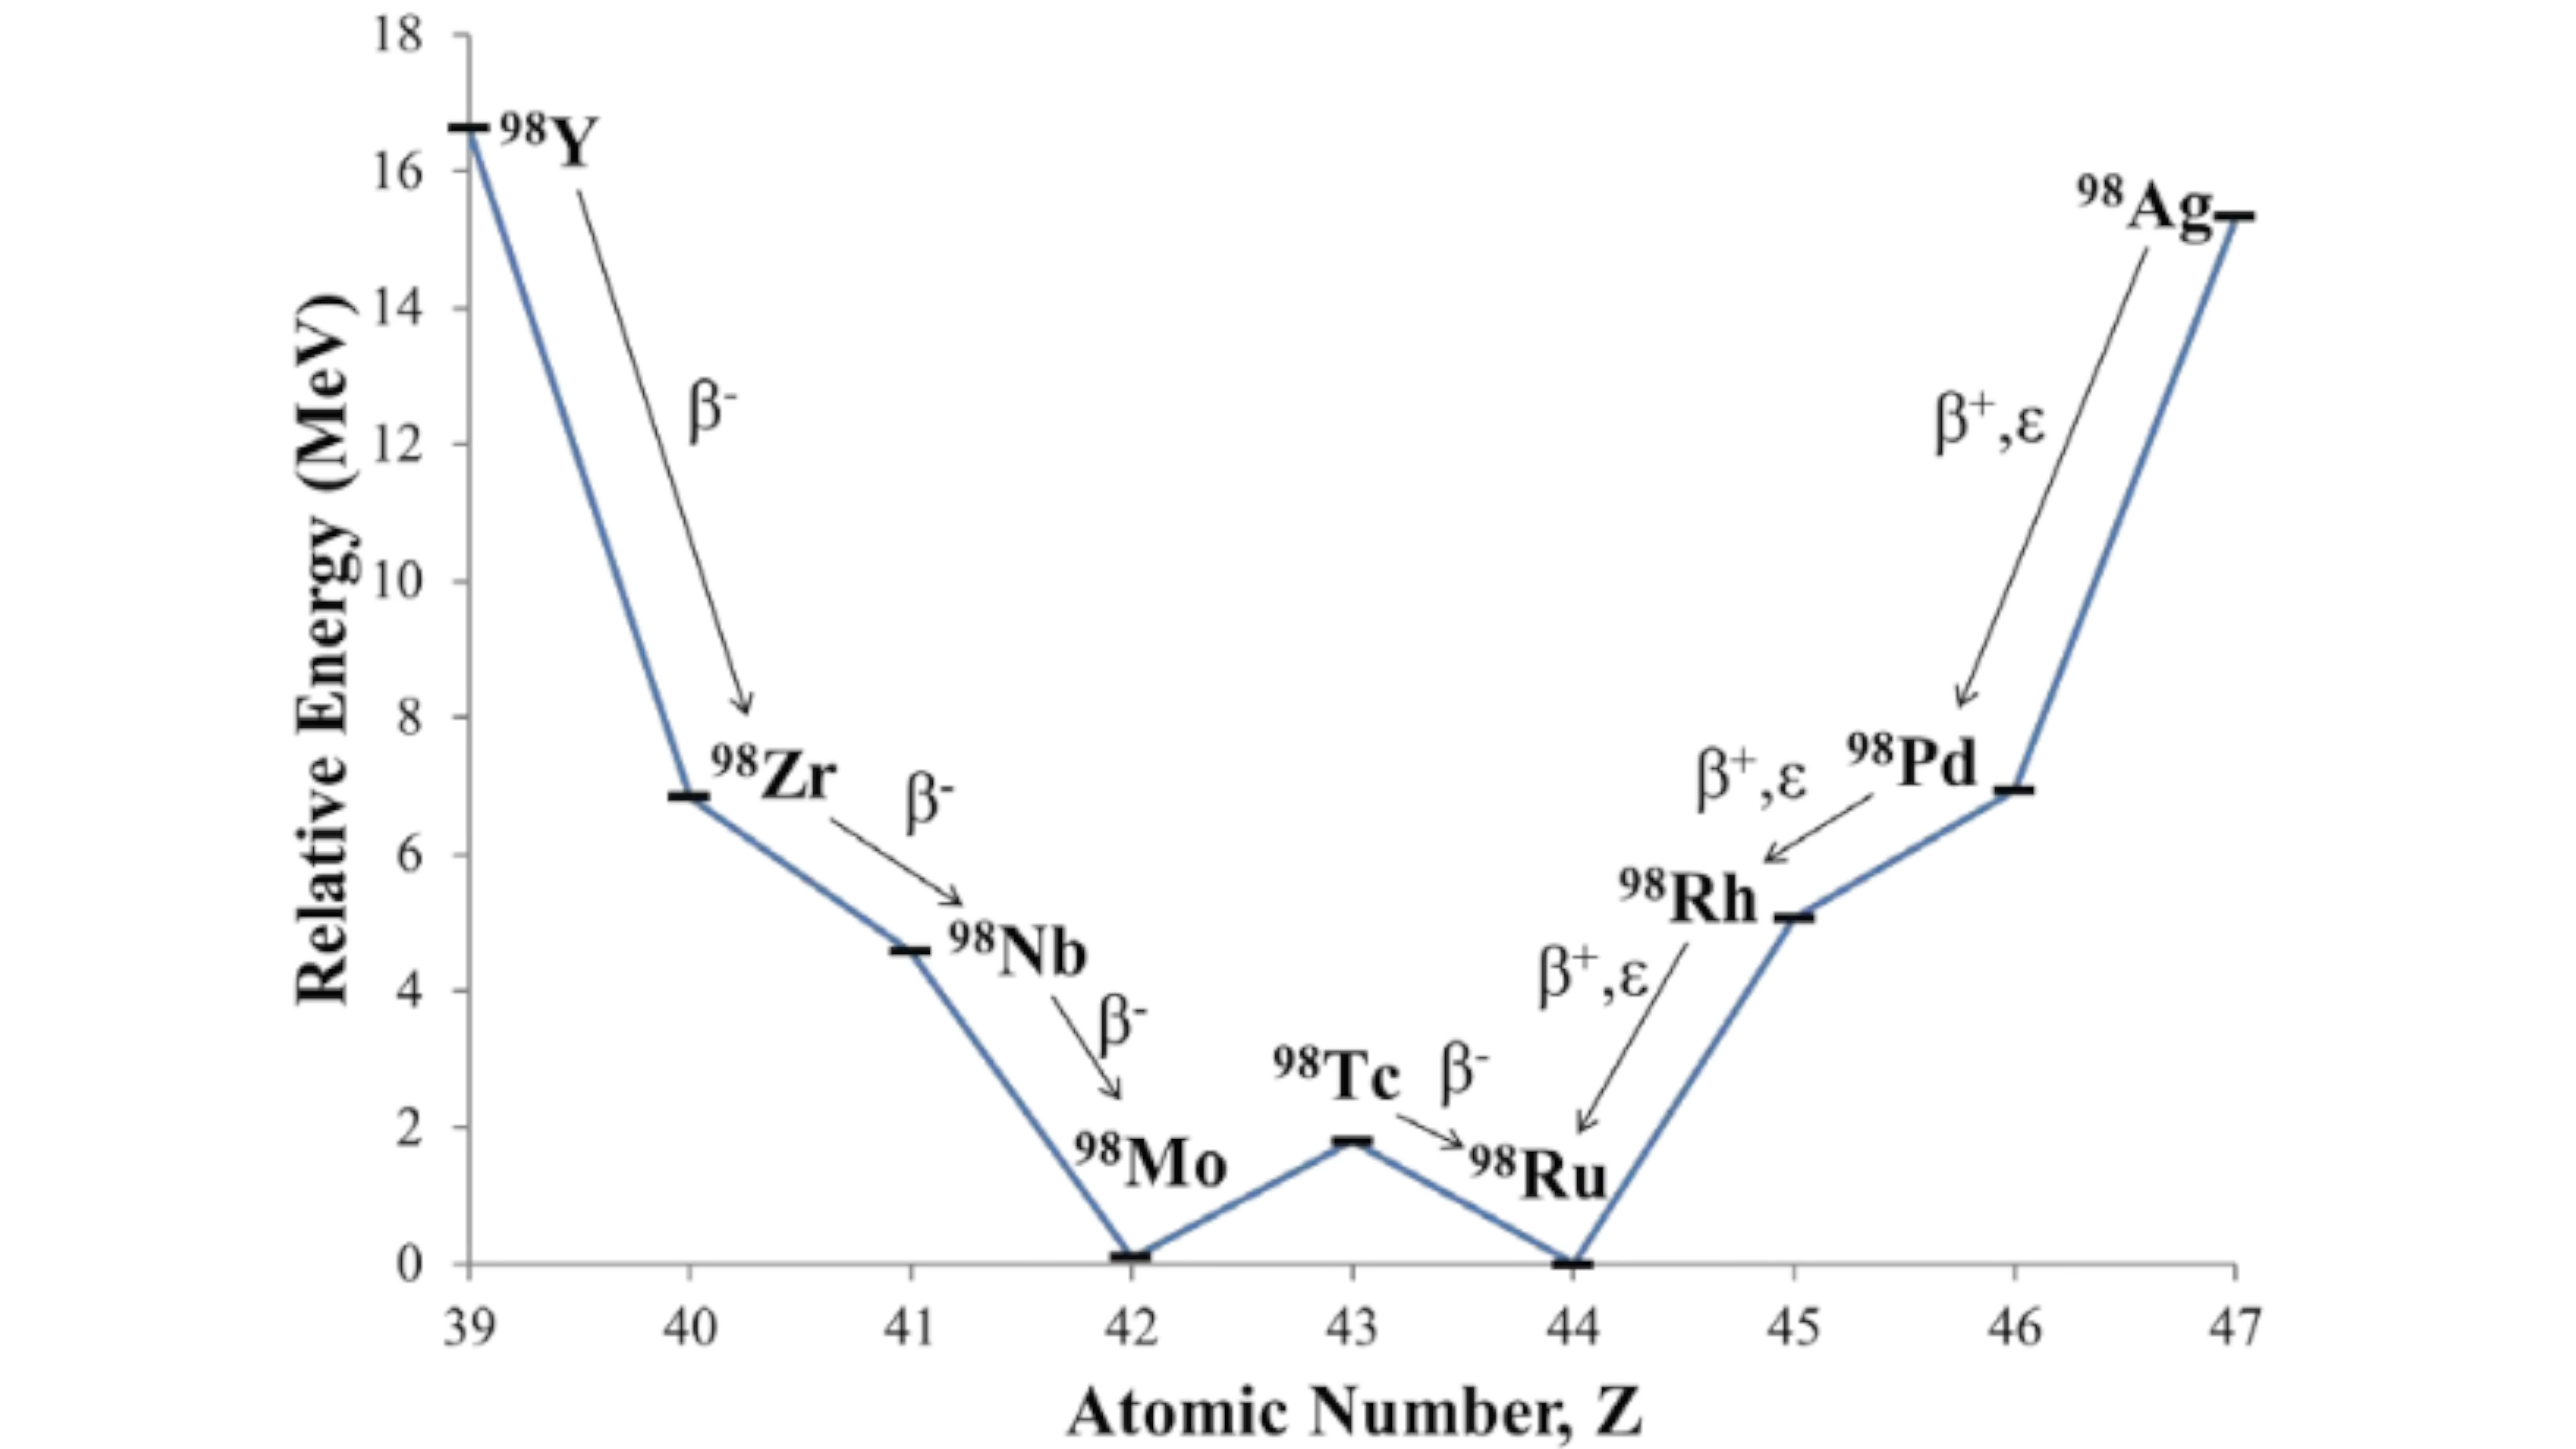 18
16
14
12
10
8
6
4
2
0
Relative Energy (MeV)
⁹⁸Y
β⁻
⁹⁸Zr
β⁻
⁹⁸Nb
β⁻
⁹⁸Mo
⁹⁸Tc
β⁻
⁹⁸Ru
β⁺,ε
⁹⁸Rh
β⁺,ε
⁹⁸Pd
β⁺,ε
⁹⁸Ag
39 40 41 42 43 44 45 46 47
Atomic Number, Z